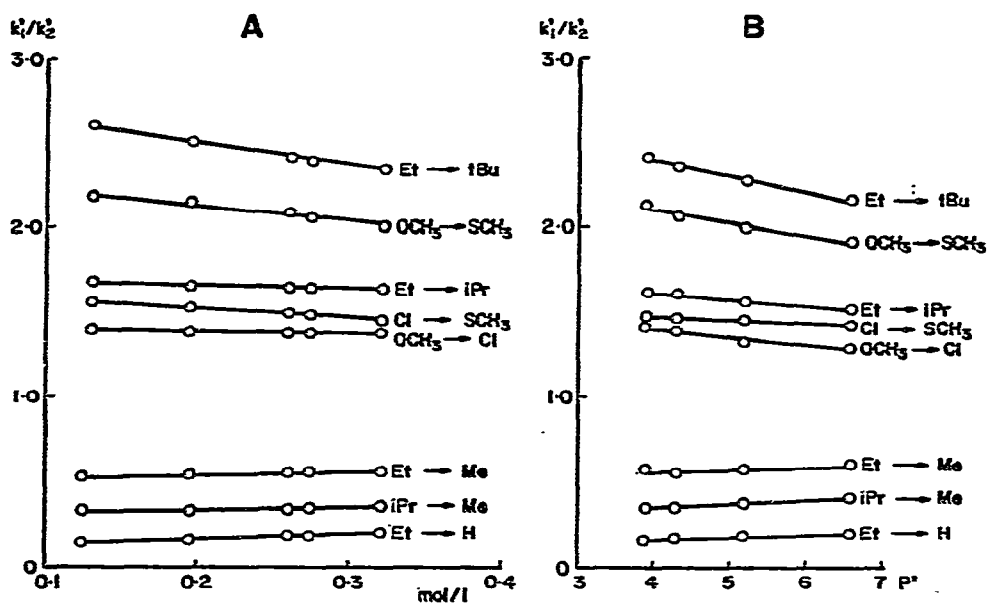 A
k'₁/k'₂
3·0
2·0
1·0
0
Et → tBu
OCH₃ → SCH₃
Et → iPr
Cl → SCH₃
OCH₃ → Cl
Et → Me
iPr → Me
Et → H
0·1 0·2 0·3 0·4
mol/l
B
k'₁/k'₂
3·0
2·0
1·0
0
Et → tBu
OCH₃ → SCH₃
Et → iPr
Cl → SCH₃
OCH₃ → Cl
Et → Me
iPr → Me
Et → H
3 4 5 6 7 P'